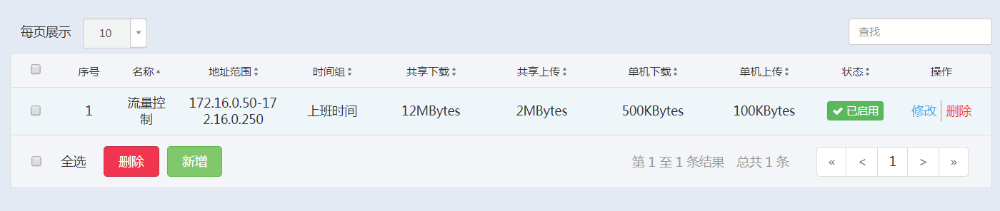 每页展示 10 查找
序号 名称 地址范围 时间组 共享下载 共享上传 单机下载 单机上传 状态 操作
1 流量控 172.16.0.50-17 上班时间 12MBytes 2MBytes 500KBytes 100KBytes 已启用 修改 删除
制 2.16.0.250
全选 删除 新增 第 1 至 1 条结果 总共 1 条 « < 1 > »